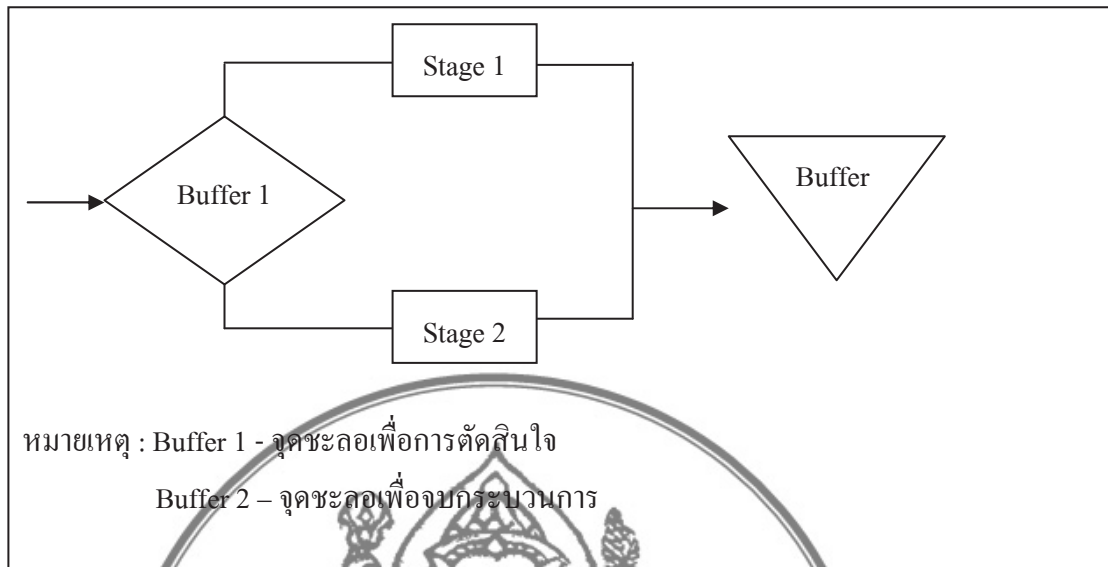 Stage 1
Buffer 1
Buffer
Stage 2
หมายเหตุ : Buffer 1 - จุดชะลอเพื่อการตัดสินใจ
Buffer 2 – จุดชะลอเพื่อจบกระบวนการ